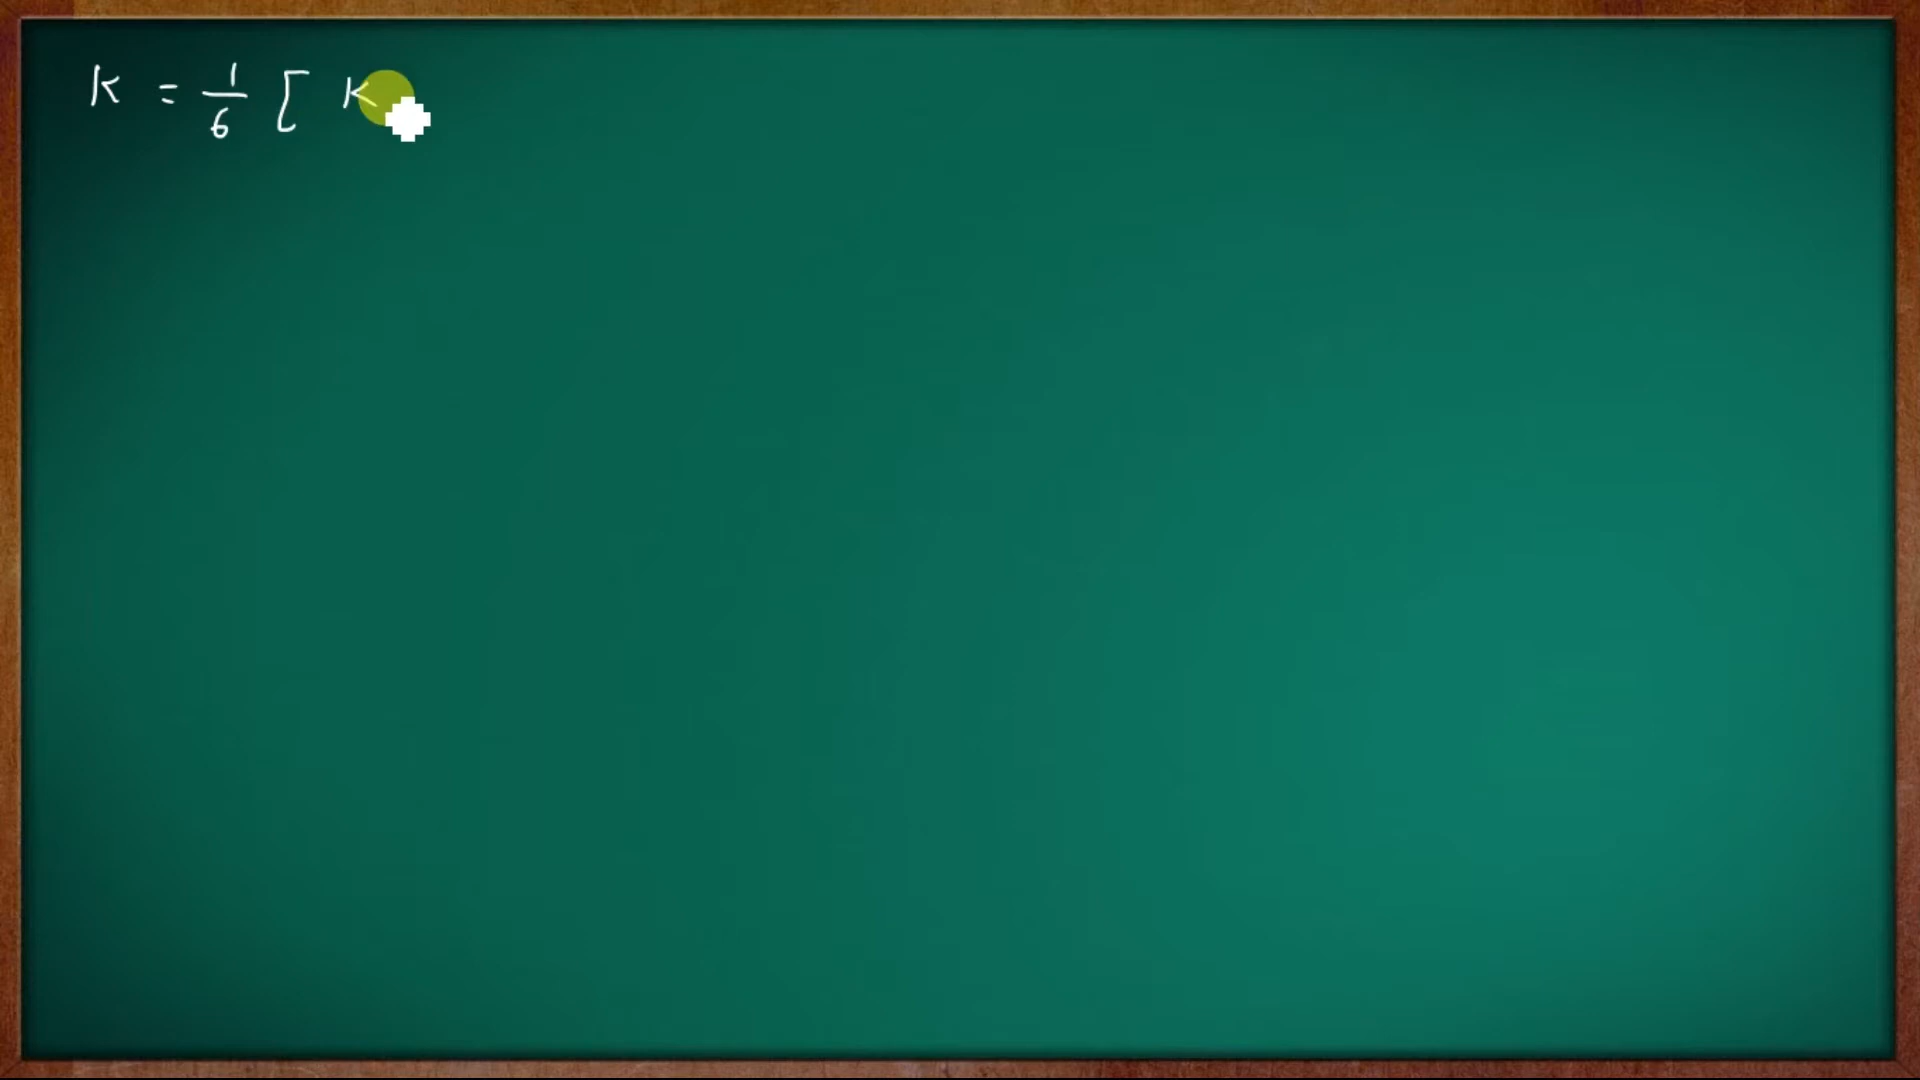 K = 1/6 [ K